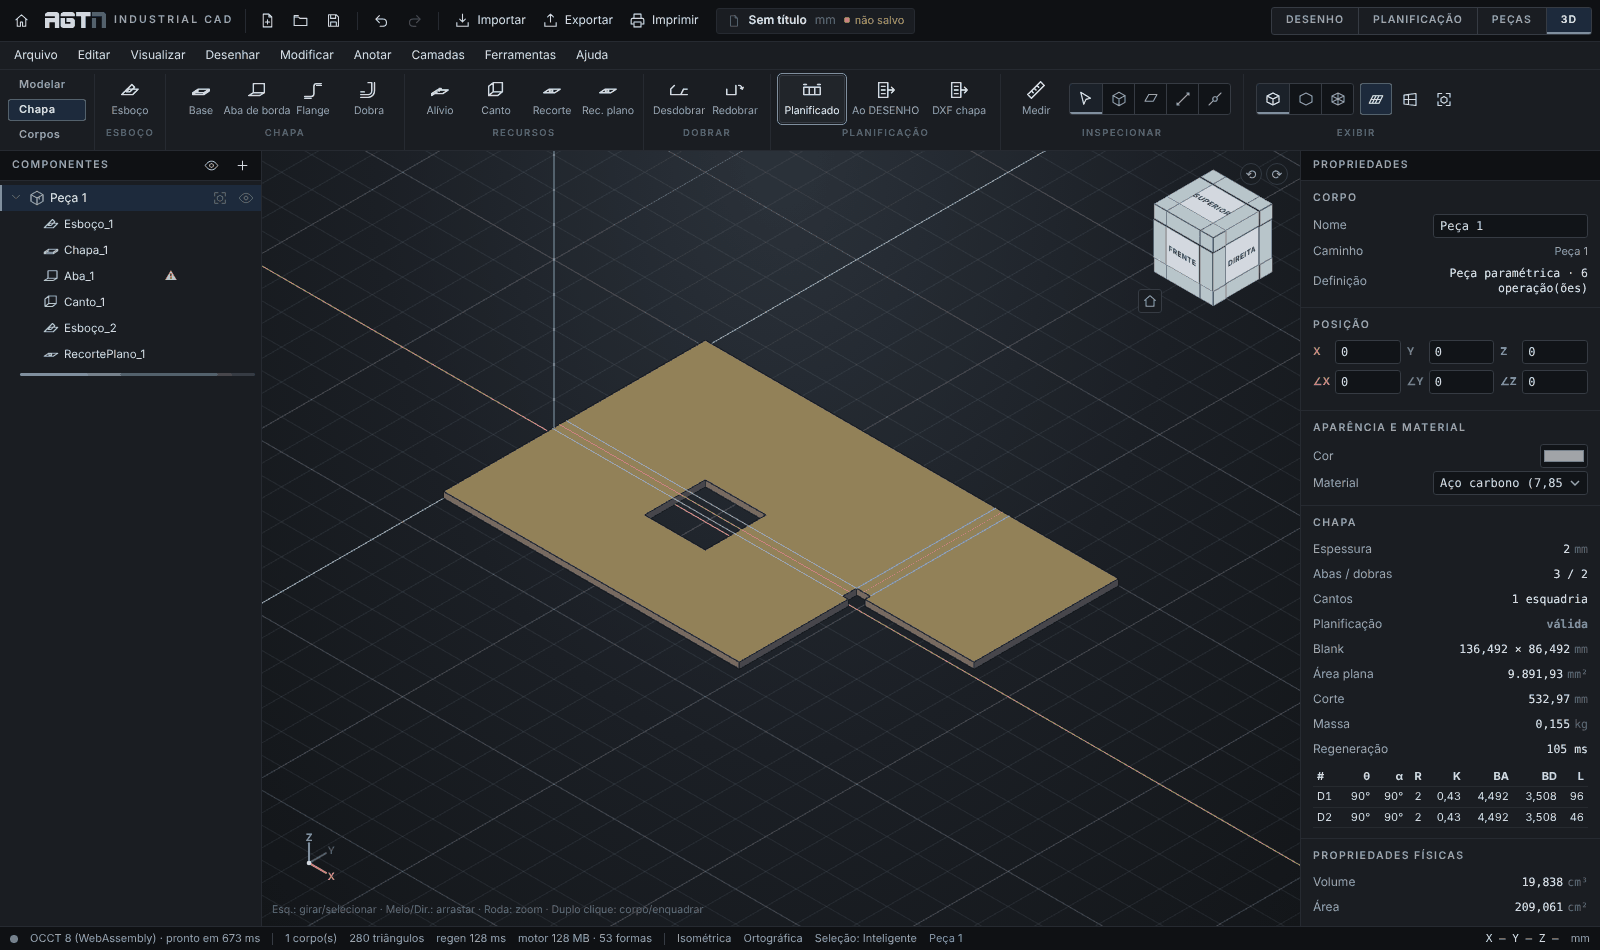 AGTN INDUSTRIAL CAD
Importar Exportar Imprimir
Sem título mm não salvo
DESENHO PLANIFICAÇÃO PEÇAS 3D
Arquivo Editar Visualizar Desenhar Modificar Anotar Camadas Ferramentas Ajuda
Modelar
Chapa
Corpos
Esboço
ESBOÇO
Base Aba de borda Flange Dobra
CHAPA
Alívio Canto Recorte Rec. plano
RECURSOS
Desdobrar Redobrar
DOBRAR
Planificado Ao DESENHO DXF chapa
PLANIFICAÇÃO
Medir
INSPECIONAR
EXIBIR
COMPONENTES
Peça 1
Esboço_1
Chapa_1
Aba_1
Canto_1
Esboço_2
RecortePlano_1
SUPERIOR
FRENTE
DIREITA
Z
Y
X
Esq.: girar/selecionar · Meio/Dir.: arrastar · Roda: zoom · Duplo clique: corpo/enquadrar
PROPRIEDADES
CORPO
Nome Peça 1
Caminho Peça 1
Definição Peça paramétrica · 6
operação(ões)
POSIÇÃO
X 0 Y 0 Z 0
∠X 0 ∠Y 0 ∠Z 0
APARÊNCIA E MATERIAL
Cor
Material Aço carbono (7,85
CHAPA
Espessura 2 mm
Abas / dobras 3 / 2
Cantos 1 esquadria
Planificação válida
Blank 136,492 × 86,492 mm
Área plana 9.891,93 mm²
Corte 532,97 mm
Massa 0,155 kg
Regeneração 105 ms
# θ α R K BA BD L
D1 90° 90° 2 0,43 4,492 3,508 96
D2 90° 90° 2 0,43 4,492 3,508 46
PROPRIEDADES FÍSICAS
Volume 19,838 cm³
Área 209,061 cm²
OCCT 8 (WebAssembly) · pronto em 673 ms 1 corpo(s) 280 triângulos regen 128 ms motor 128 MB · 53 formas Isométrica Ortográfica Seleção: Inteligente Peça 1 X – Y – Z – mm